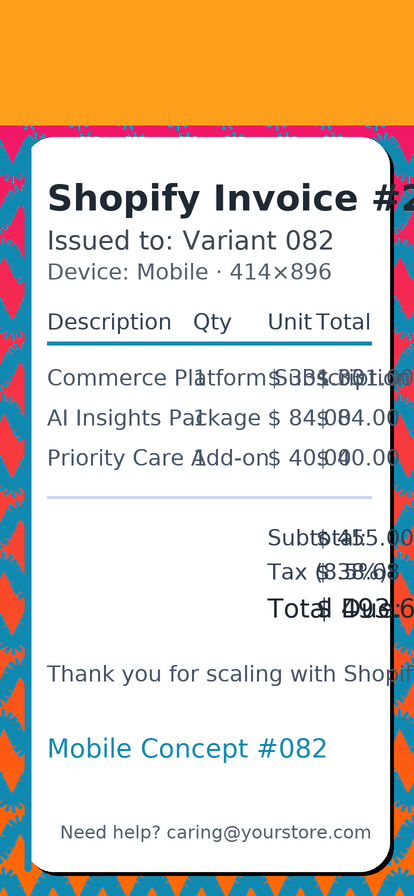 Shopify Invoice #2
Issued to: Variant 082
Device: Mobile · 414×896
Description Qty Unit Total
Commerce Platform Subscription 1 $ 331.00 $ 331.00
AI Insights Package 1 $ 84.00 $ 84.00
Priority Care Add-on 1 $ 40.00 $ 40.00
Subtotal: $ 455.00
Tax (8.5%): $ 38.68
Total Due: $ 493.6
Thank you for scaling with Shopif
Mobile Concept #082
Need help? caring@yourstore.com